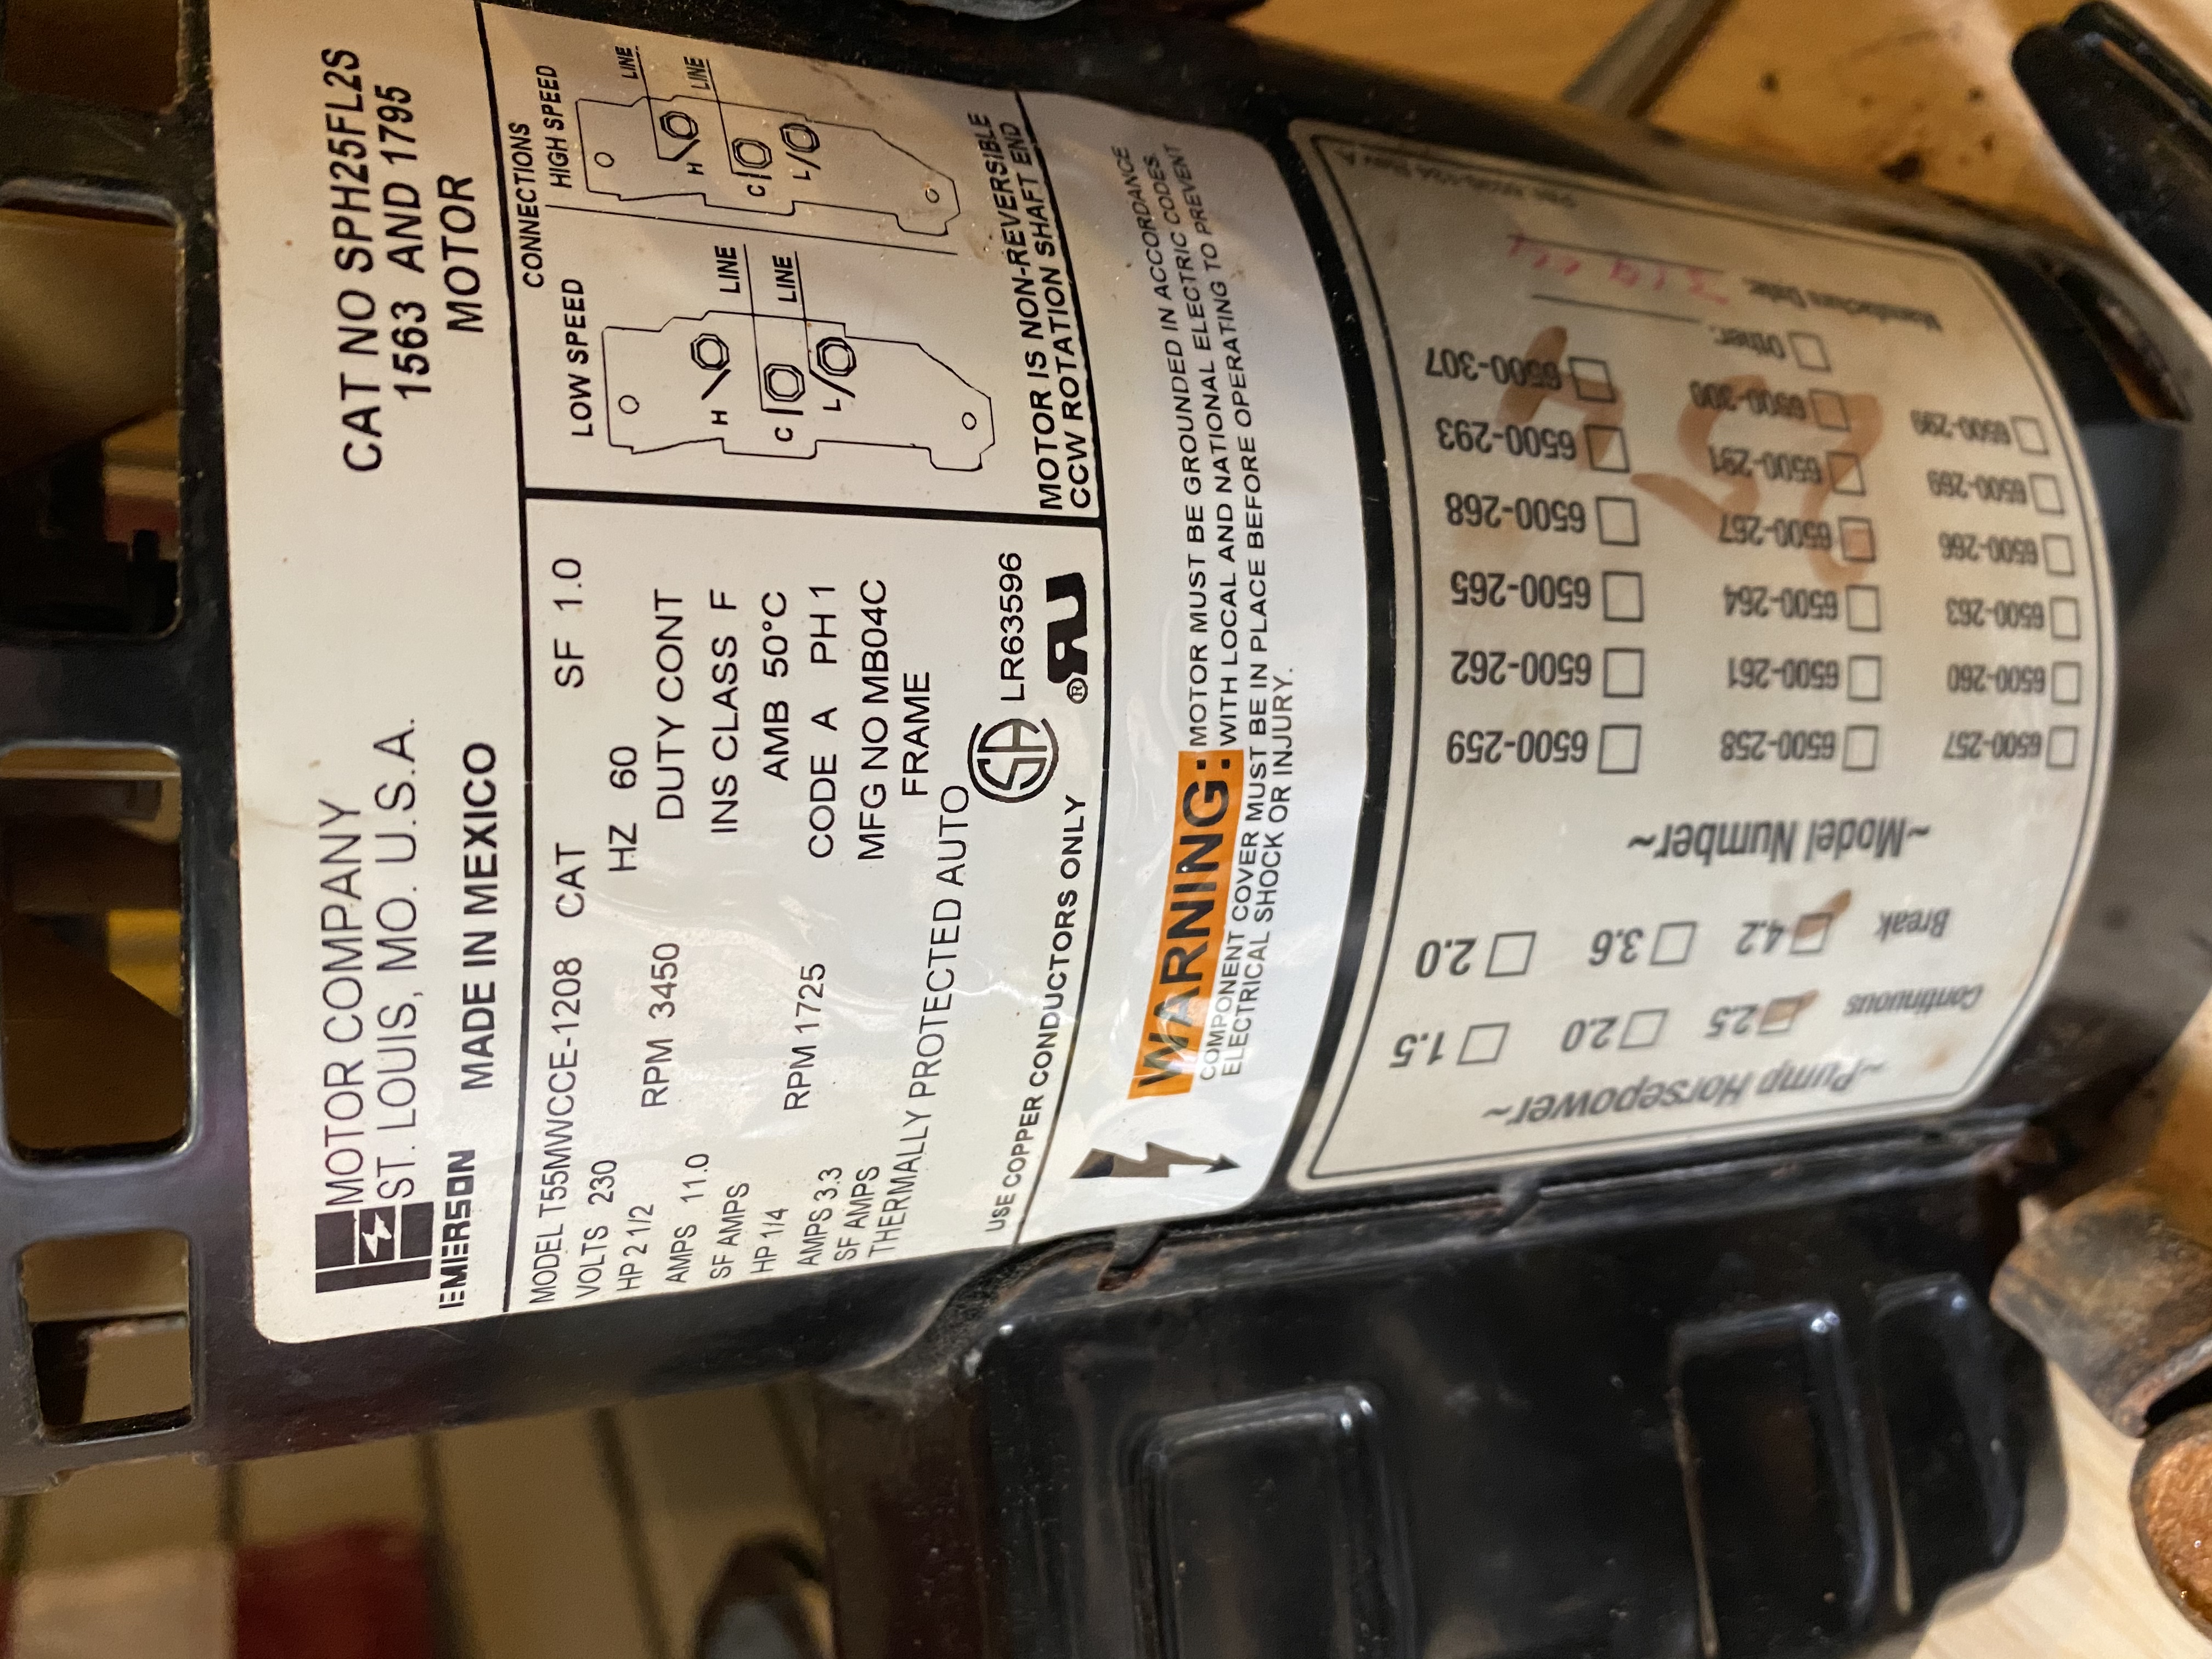 MOTOR COMPANY
ST. LOUIS, MO. U.S.A.
EMERSON MADE IN MEXICO
CAT NO SPH25FL2S
1563 AND 1795
MOTOR
MODEL T55MWCCE-1208 CAT SF 1.0
VOLTS 230 HZ 60
HP 2 1/2 RPM 3450 DUTY CONT
AMPS 11.0 INS CLASS F
SF AMPS AMB 50°C
HP 1/4 RPM 1725 CODE A PH 1
AMPS 3.3 MFG NO MB04C
SF AMPS FRAME
THERMALLY PROTECTED AUTO
SA LR63596
USE COPPER CONDUCTORS ONLY ® RU
CONNECTIONS
LOW SPEED HIGH SPEED
H LINE
C LINE
L
H LINE
C LINE
L
MOTOR IS NON-REVERSIBLE
CCW ROTATION SHAFT END
WARNING: MOTOR MUST BE GROUNDED IN ACCORDANCE
WITH LOCAL AND NATIONAL ELECTRIC CODES.
COMPONENT COVER MUST BE IN PLACE BEFORE OPERATING TO PREVENT
ELECTRICAL SHOCK OR INJURY.
~Pump Horsepower~
Continuous Break
2.5 4.2
2.0 3.6
1.5 2.0
~Model Number~
6500-257 6500-258 6500-259
6500-260 6500-261 6500-262
6500-263 6500-264 6500-265
6500-266 6500-267 6500-268
6500-269 6500-291 6500-293
6500-299 6500-300 6500-307
Other:
Manufacture Date: